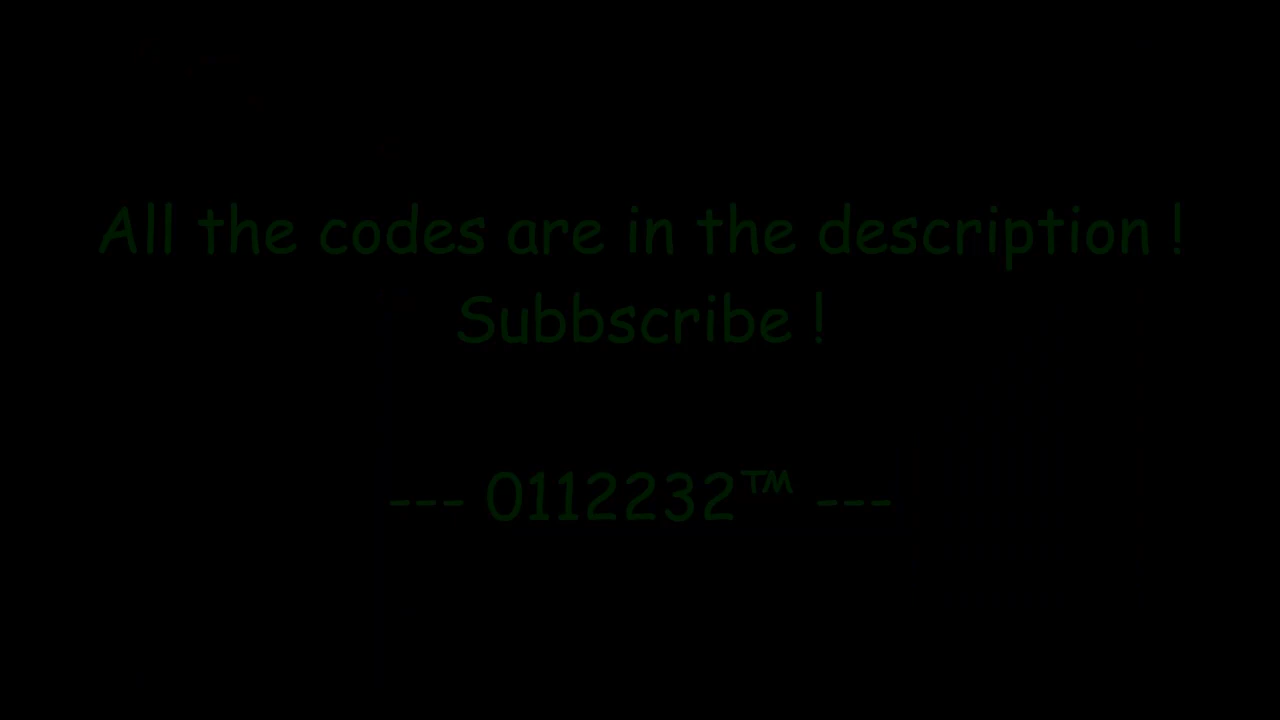 All the codes are in the description !
Subbscribe !
--- 0112232™ ---